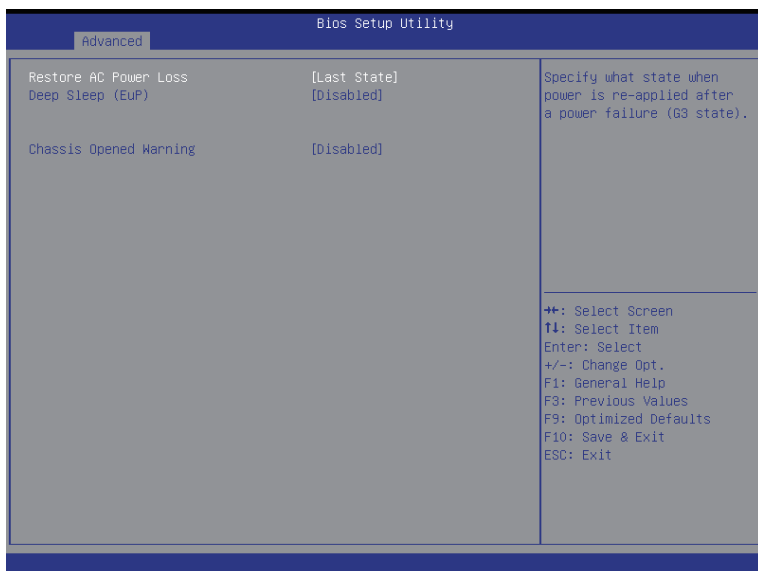 Bios Setup Utility
Advanced
Restore AC Power Loss [Last State]
Deep Sleep (EuP) [Disabled]
Chassis Opened Warning [Disabled]
Specify what state when
power is re-applied after
a power failure (G3 state).
→←: Select Screen
↑↓: Select Item
Enter: Select
+/-: Change Opt.
F1: General Help
F3: Previous Values
F9: Optimized Defaults
F10: Save & Exit
ESC: Exit